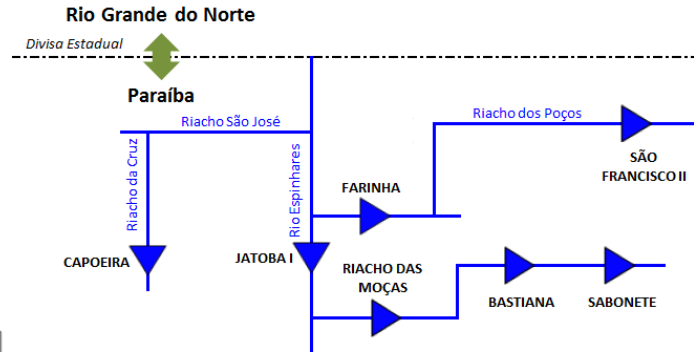 Rio Grande do Norte
Divisa Estadual
Paraíba
Riacho São José
Riacho dos Poços
Riacho da Cruz
Rio Espinhares
SÃO
FRANCISCO II
FARINHA
CAPOEIRA
JATOBA I
RIACHO DAS
MOÇAS
BASTIANA
SABONETE